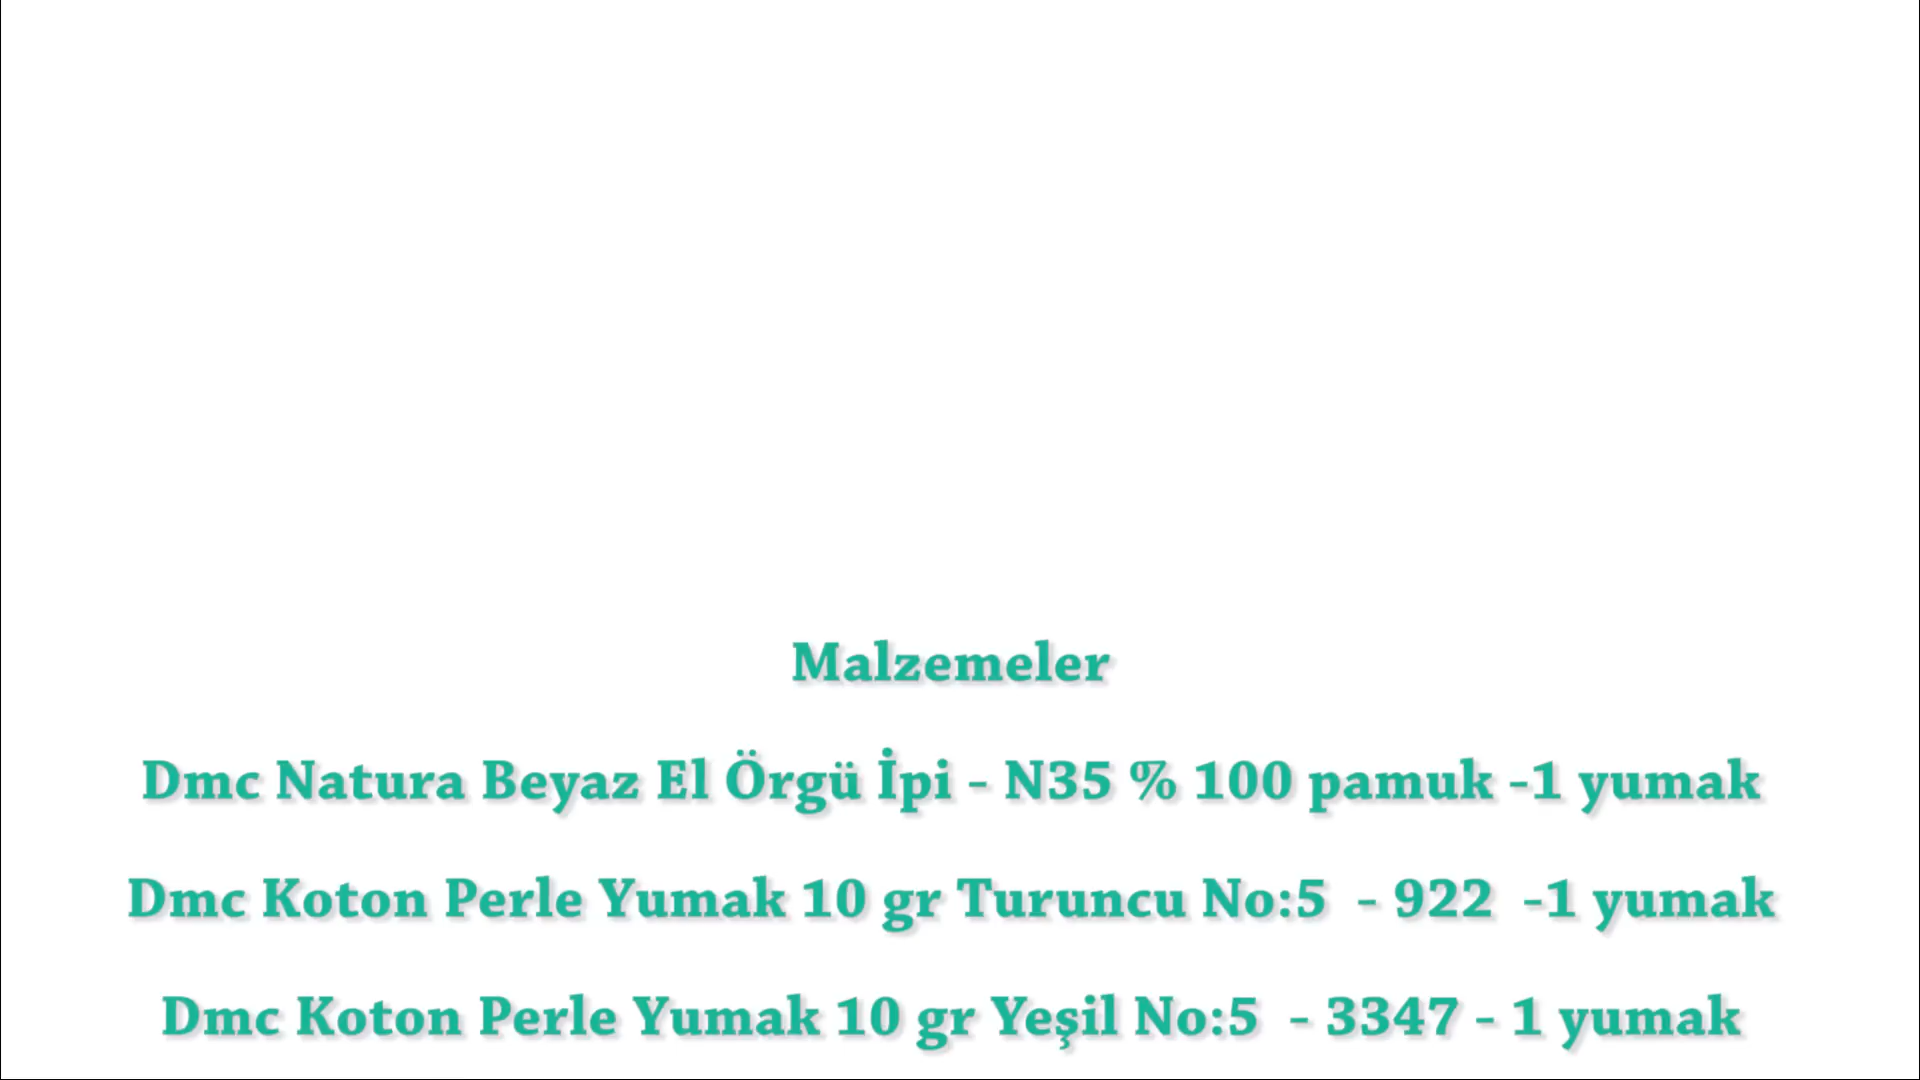 Malzemeler
Dmc Natura Beyaz El Örgü İpi - N35 % 100 pamuk -1 yumak
Dmc Koton Perle Yumak 10 gr Turuncu No:5  - 922  -1 yumak
Dmc Koton Perle Yumak 10 gr Yeşil No:5  - 3347 - 1 yumak